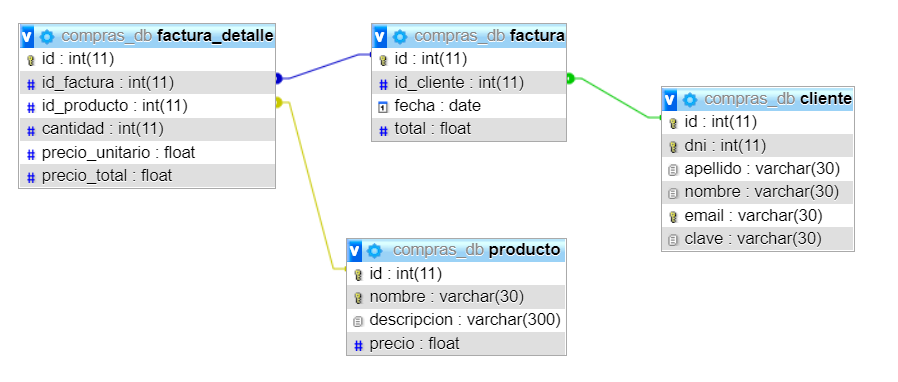 compras_db factura_detalle
id : int(11)
id_factura : int(11)
id_producto : int(11)
cantidad : int(11)
precio_unitario : float
precio_total : float
compras_db factura
id : int(11)
id_cliente : int(11)
fecha : date
total : float
compras_db cliente
id : int(11)
dni : int(11)
apellido : varchar(30)
nombre : varchar(30)
email : varchar(30)
clave : varchar(30)
compras_db producto
id : int(11)
nombre : varchar(30)
descripcion : varchar(300)
precio : float